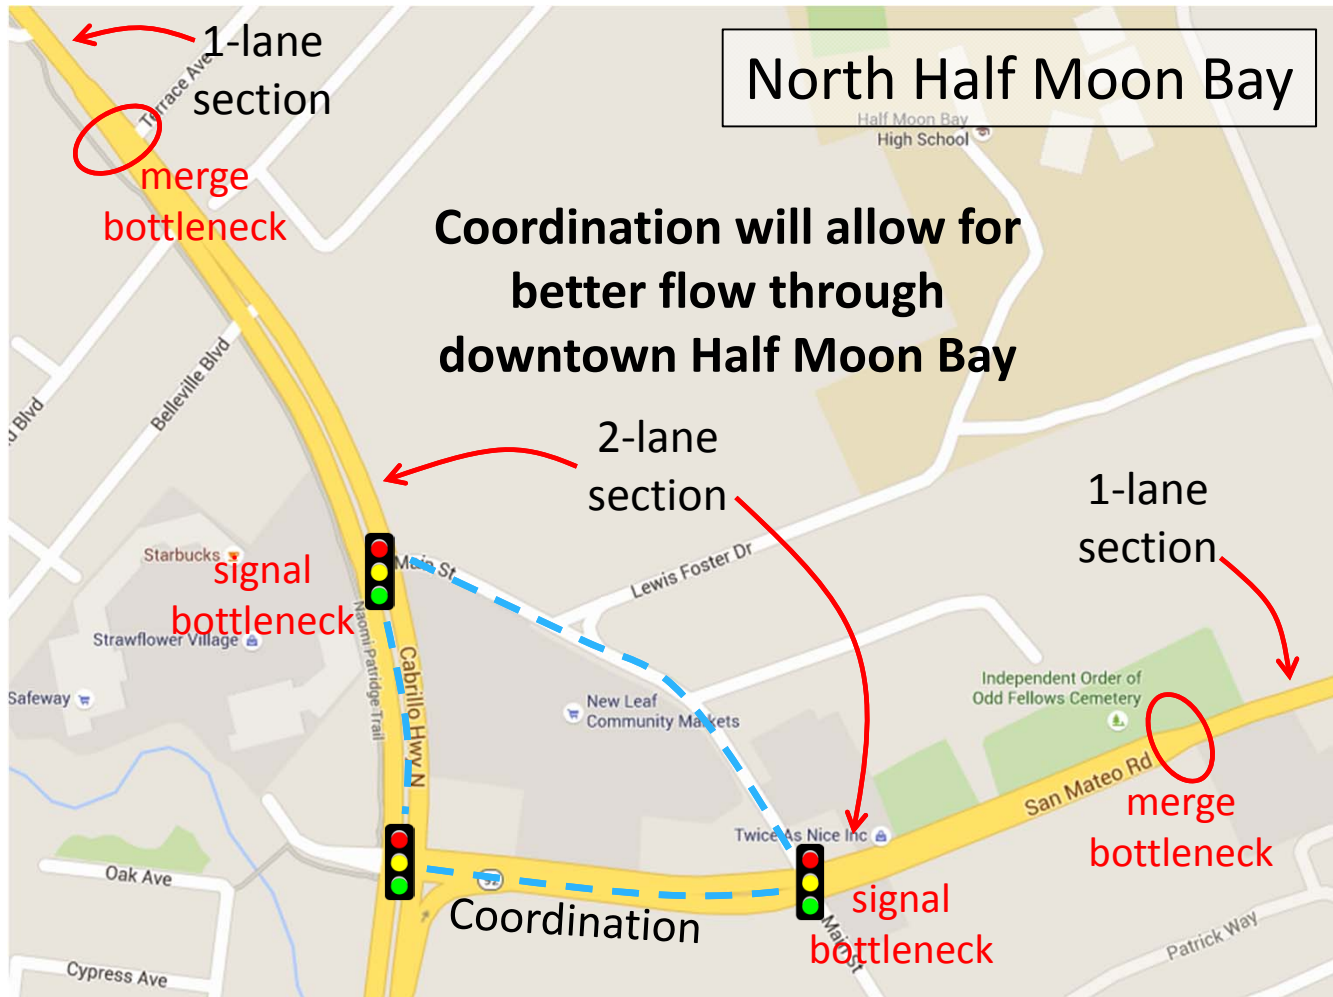 1-lane
section
North Half Moon Bay
Terrace Ave
Half Moon Bay
High School
merge
bottleneck
Coordination will allow for
better flow through
downtown Half Moon Bay
Belleville Blvd
Blvd
2-lane
section
1-lane
section
Starbucks
signal
bottleneck
Main St
Lewis Foster Dr
Naomi Patridge Trail
Strawflower Village
Cabrillo Hwy N
Safeway
New Leaf
Community Markets
Independent Order of
Odd Fellows Cemetery
San Mateo Rd
merge
bottleneck
Twice As Nice Inc
Oak Ave
92
Coordination
signal
bottleneck
Main St
Patrick Way
Cypress Ave